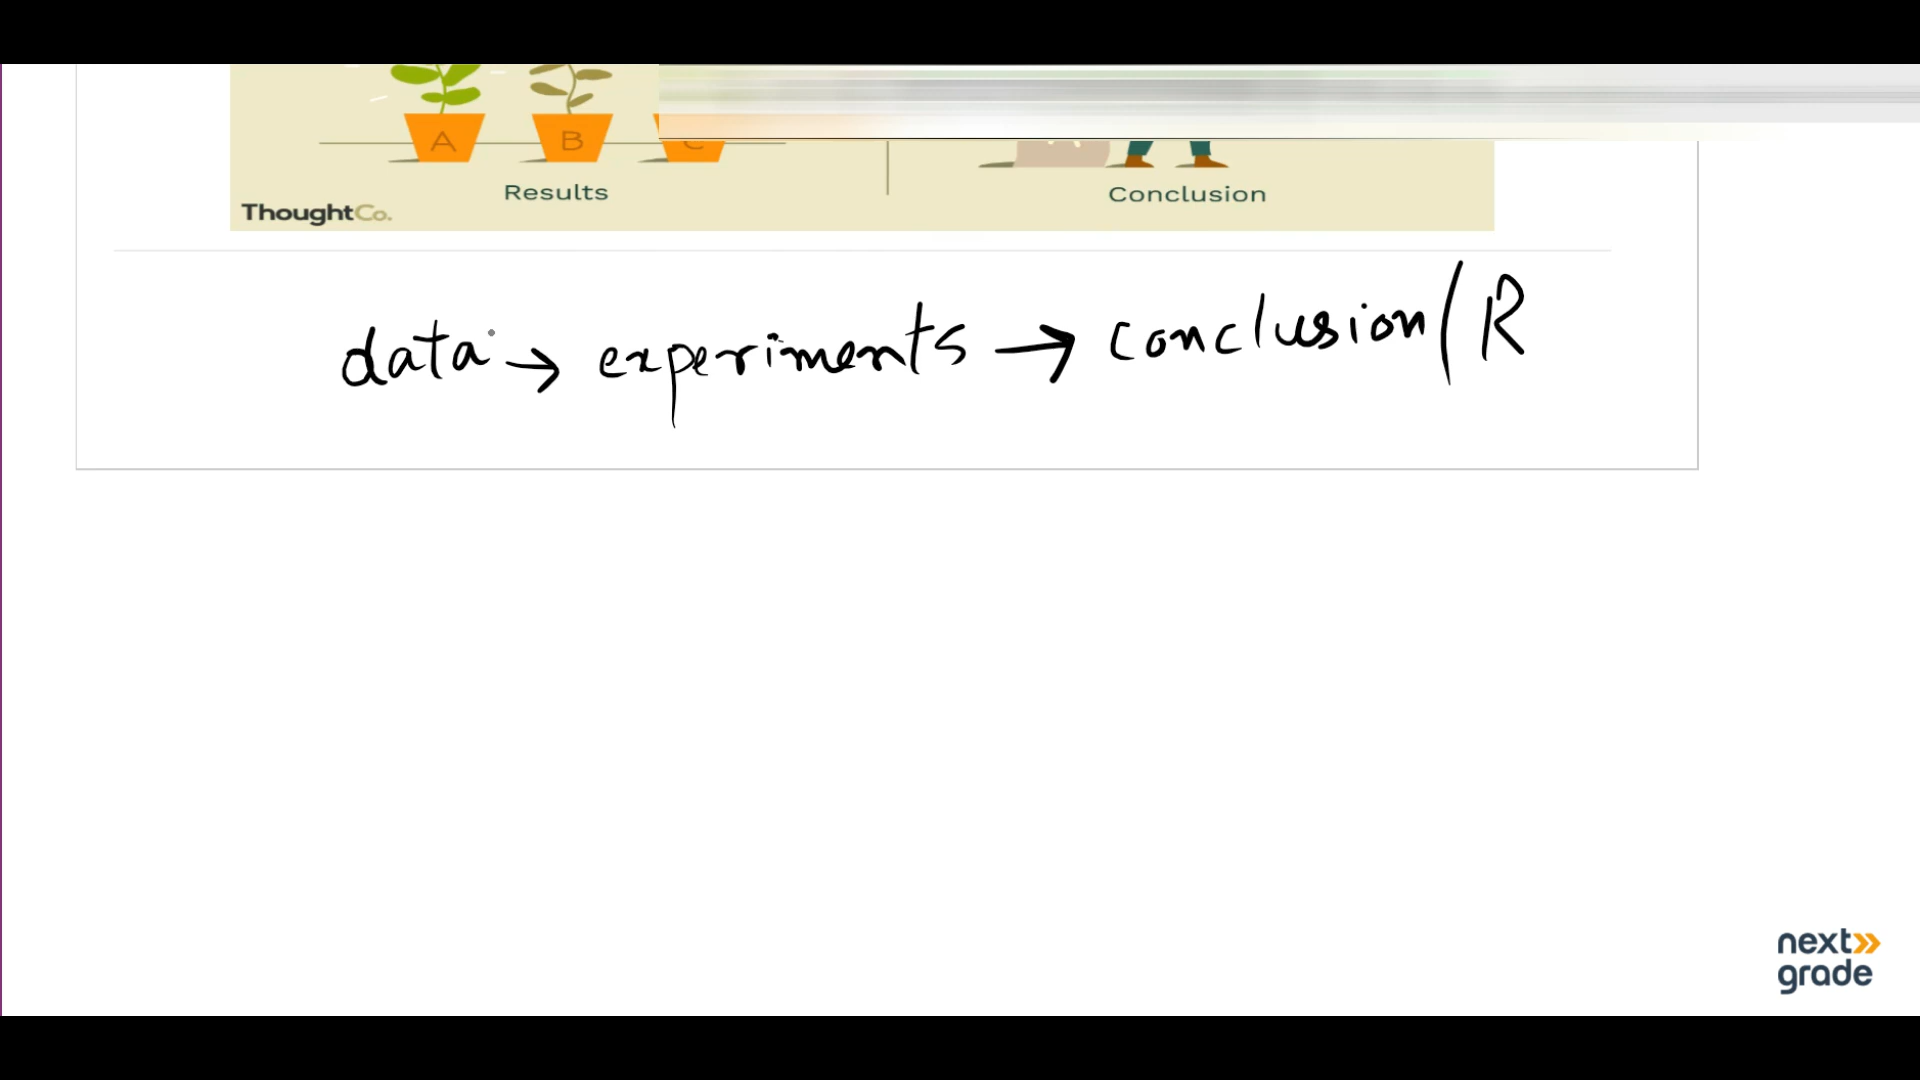 A B C
Results Conclusion
ThoughtCo.
data → experiments → conclusion ( R
next
grade